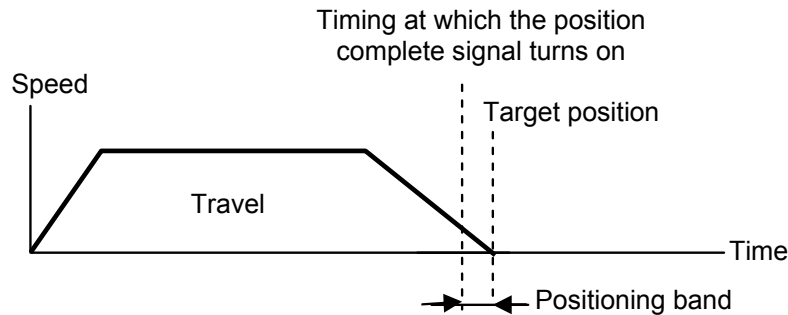 Timing at which the position
complete signal turns on
Speed
Target position
Travel
Time
Positioning band